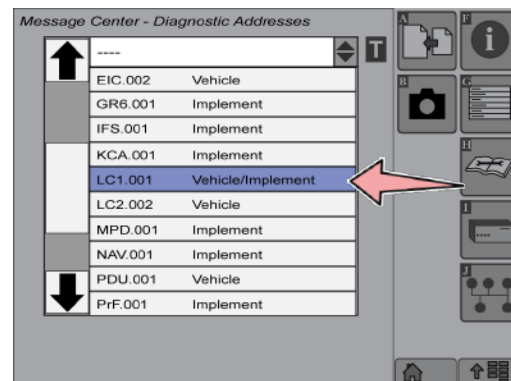 Message Center - Diagnostic Addresses
----
T
EIC.002 Vehicle
GR6.001 Implement
IFS.001 Implement
KCA.001 Implement
LC1.001 Vehicle/Implement
LC2.002 Vehicle
MPD.001 Implement
NAV.001 Implement
PDU.001 Vehicle
PrF.001 Implement
A
F
i
B
G
H
I
J